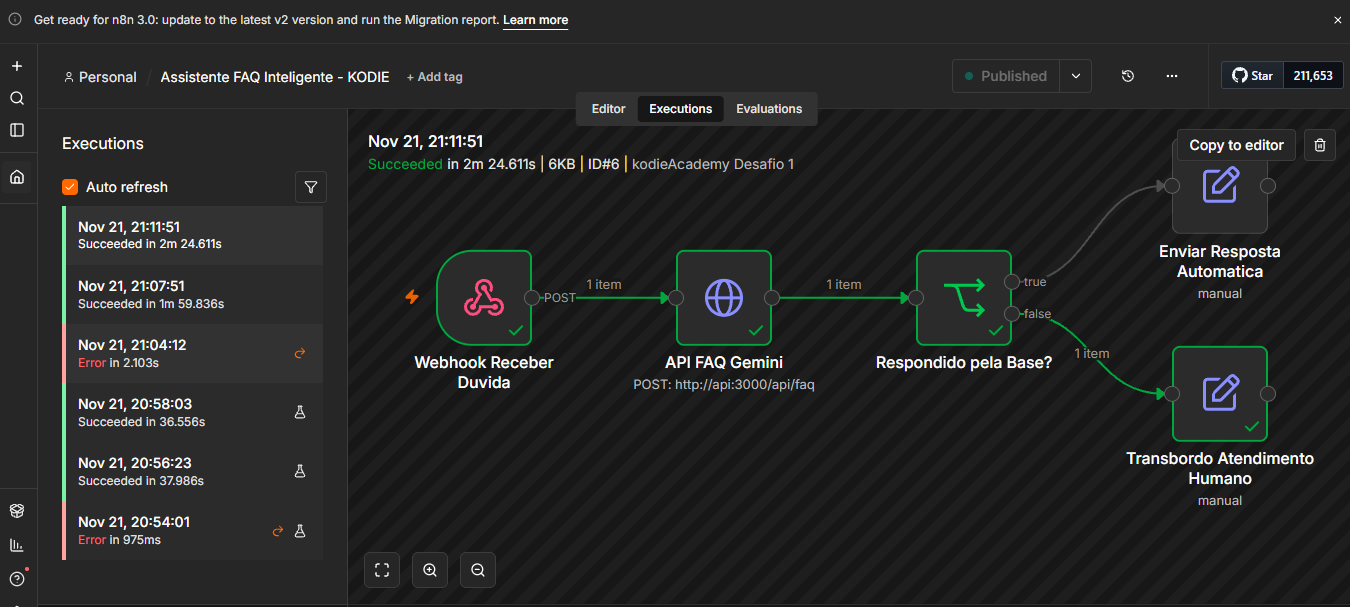 Get ready for n8n 3.0: update to the latest v2 version and run the Migration report. Learn more
Personal / Assistente FAQ Inteligente - KODIE + Add tag
Published
Star 211,653
Editor Executions Evaluations
Executions
Auto refresh
Nov 21, 21:11:51
Succeeded in 2m 24.611s
Nov 21, 21:07:51
Succeeded in 1m 59.836s
Nov 21, 21:04:12
Error in 2.103s
Nov 21, 20:58:03
Succeeded in 36.556s
Nov 21, 20:56:23
Succeeded in 37.986s
Nov 21, 20:54:01
Error in 975ms
Nov 21, 21:11:51
Succeeded in 2m 24.611s | 6KB | ID#6 | kodieAcademy Desafio 1
Copy to editor
POST
1 item
1 item
true
false
1 item
Webhook Receber
Duvida
API FAQ Gemini
POST: http://api:3000/api/faq
Respondido pela Base?
Enviar Resposta
Automatica
manual
Transbordo Atendimento
Humano
manual